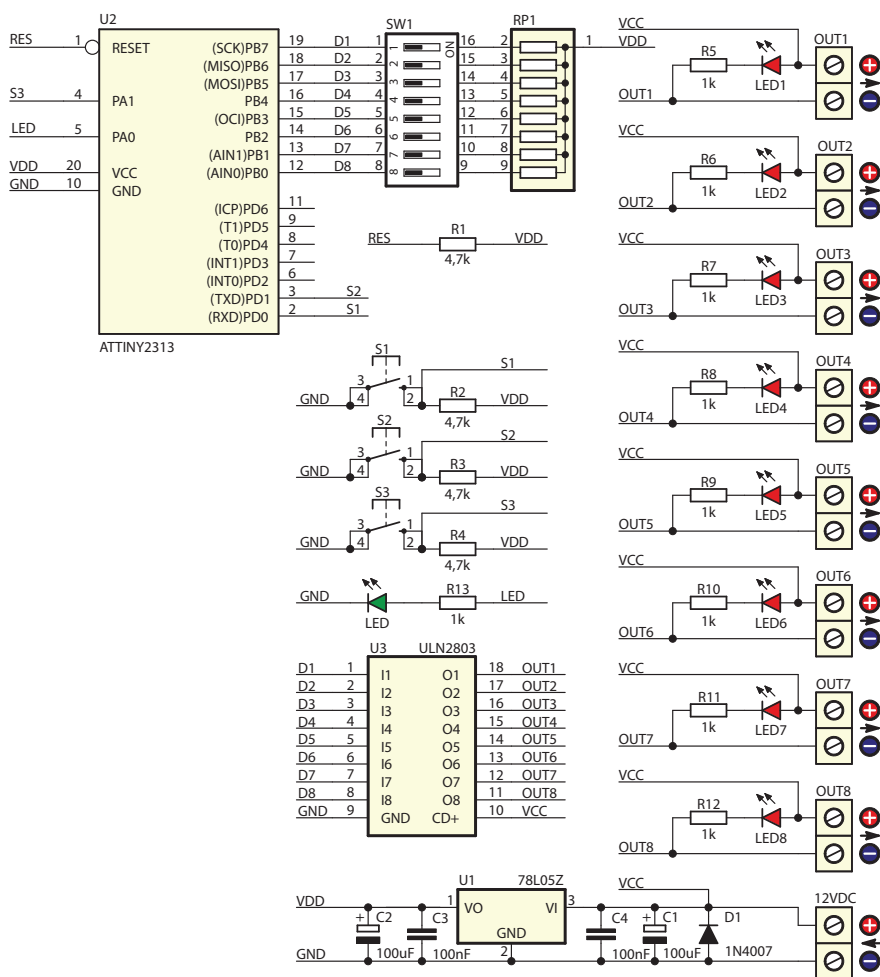 U2
RES 1 RESET (SCK)PB7 19 D1
(MISO)PB6 18 D2
(MOSI)PB5 17 D3
S3 4 PA1 PB4 16 D4
(OCI)PB3 15 D5
LED 5 PA0 PB2 14 D6
(AIN1)PB1 13 D7
VDD 20 VCC (AIN0)PB0 12 D8
GND 10 GND
(ICP)PD6 11
(T1)PD5 9
(T0)PD4 8
(INT1)PD3 7
(INT0)PD2 6
(TXD)PD1 3 S2
(RXD)PD0 2 S1
ATTINY2313
SW1
ON
1 1 16
2 2 15
3 3 14
4 4 13
5 5 12
6 6 11
7 7 10
8 8 9
RP1
2 1 VDD
3
4
5
6
7
8
9
RES R1 VDD
4,7k
S1
S1
3 1
GND 4 2 R2 VDD
4,7k
S2
S2
3 1
GND 4 2 R3 VDD
4,7k
S3
S3
3 1
GND 4 2 R4 VDD
4,7k
GND LED R13 LED
1k
U3 ULN2803
D1 1 I1 O1 18 OUT1
D2 2 I2 O2 17 OUT2
D3 3 I3 O3 16 OUT3
D4 4 I4 O4 15 OUT4
D5 5 I5 O5 14 OUT5
D6 6 I6 O6 13 OUT6
D7 7 I7 O7 12 OUT7
D8 8 I8 O8 11 OUT8
GND 9 GND CD+ 10 VCC
VCC OUT1
R5 +
1k LED1
OUT1 −
VCC OUT2
R6 +
1k LED2
OUT2 −
VCC OUT3
R7 +
1k LED3
OUT3 −
VCC OUT4
R8 +
1k LED4
OUT4 −
VCC OUT5
R9 +
1k LED5
OUT5 −
VCC OUT6
R10 +
1k LED6
OUT6 −
VCC OUT7
R11 +
1k LED7
OUT7 −
VCC OUT8
R12 +
1k LED8
OUT8 −
U1 78L05Z
VDD 1 VO VI 3 VCC 12VDC
+ C2 C3 GND C4 + C1 D1 +
GND 100uF 100nF 2 100nF 100uF 1N4007 −